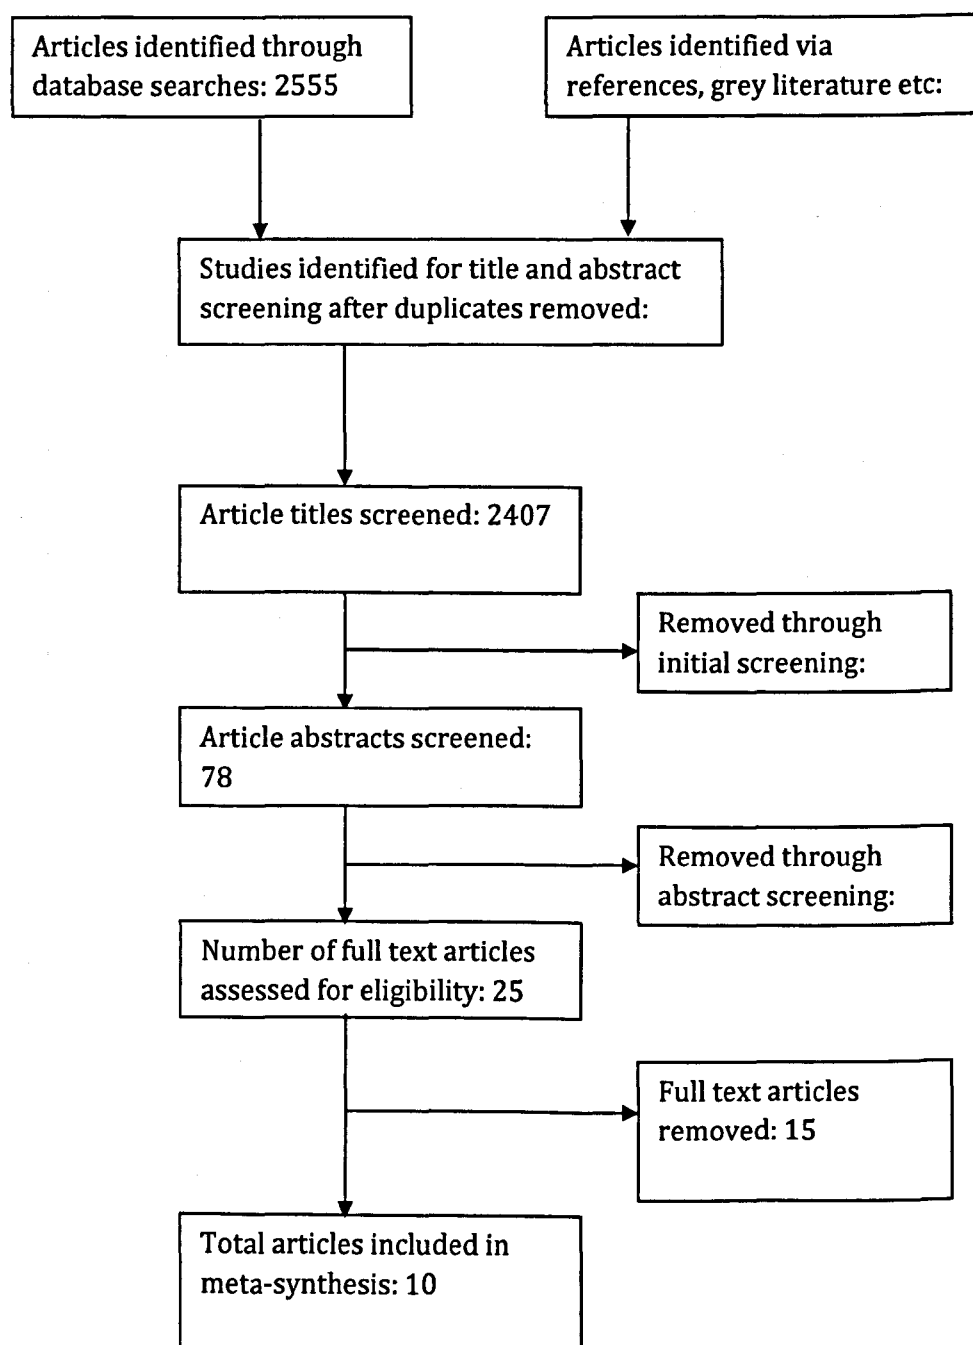 Articles identified through
database searches: 2555
Articles identified via
references, grey literature etc:
Studies identified for title and abstract
screening after duplicates removed:
Article titles screened: 2407
Removed through
initial screening:
Article abstracts screened:
78
Removed through
abstract screening:
Number of full text articles
assessed for eligibility: 25
Full text articles
removed: 15
Total articles included in
meta-synthesis: 10